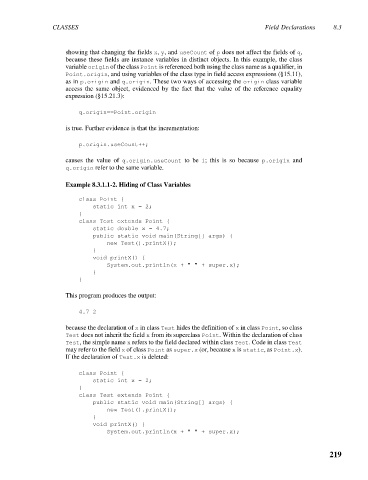 CLASSES Field Declarations 8.3
showing that changing the fields x, y, and useCount of p does not affect the fields of q,
because these fields are instance variables in distinct objects. In this example, the class
variable origin of the class Point is referenced both using the class name as a qualifier, in
Point.origin, and using variables of the class type in field access expressions (§15.11),
as in p.origin and q.origin. These two ways of accessing the origin class variable
access the same object, evidenced by the fact that the value of the reference equality
expression (§15.21.3):
q.origin==Point.origin
is true. Further evidence is that the incrementation:
p.origin.useCount++;
causes the value of q.origin.useCount to be 1; this is so because p.origin and
q.origin refer to the same variable.
Example 8.3.1.1-2. Hiding of Class Variables
class Point {
static int x = 2;
}
class Test extends Point {
static double x = 4.7;
public static void main(String[] args) {
new Test().printX();
}
void printX() {
System.out.println(x + " " + super.x);
}
}
This program produces the output:
4.7 2
because the declaration of x in class Test hides the definition of x in class Point, so class
Test does not inherit the field x from its superclass Point. Within the declaration of class
Test, the simple name x refers to the field declared within class Test. Code in class Test
may refer to the field x of class Point as super.x (or, because x is static, as Point.x).
If the declaration of Test.x is deleted:
class Point {
static int x = 2;
}
class Test extends Point {
public static void main(String[] args) {
new Test().printX();
}
void printX() {
System.out.println(x + " " + super.x);
219